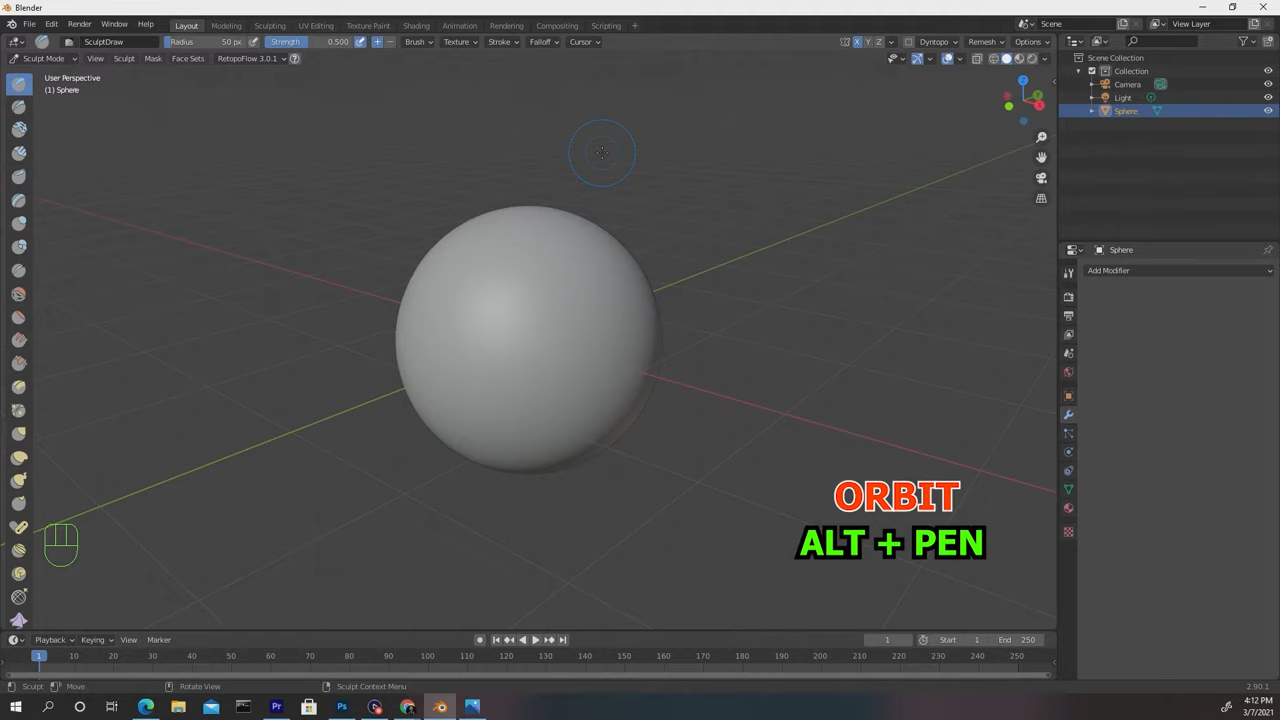 Blender
File Edit Render Window Help Layout Modeling Sculpting UV Editing Texture Paint Shading Animation Rendering Compositing Scripting + Scene View Layer
SculptDraw Radius 50 px Strength 0.500 + − Brush Texture Stroke Falloff Cursor X Y Z Dyntopo Remesh Options
Sculpt Mode View Sculpt Mask Face Sets RetopoFlow 3.0.1 ?
User Perspective
(1) Sphere
Scene Collection
Collection
Camera
Light
Sphere
Z
Y
X
Sphere
Add Modifier
ORBIT
ALT + PEN
Playback Keying View Marker 1 Start 1 End 250
1 10 20 30 40 50 60 70 80 90 100 110 120 130 140 150 160 170 180 190 200 210 220 230 240 250
Sculpt Move Rotate View Sculpt Context Menu 2.90.1
Pr Ps 4:12 PM
3/7/2021